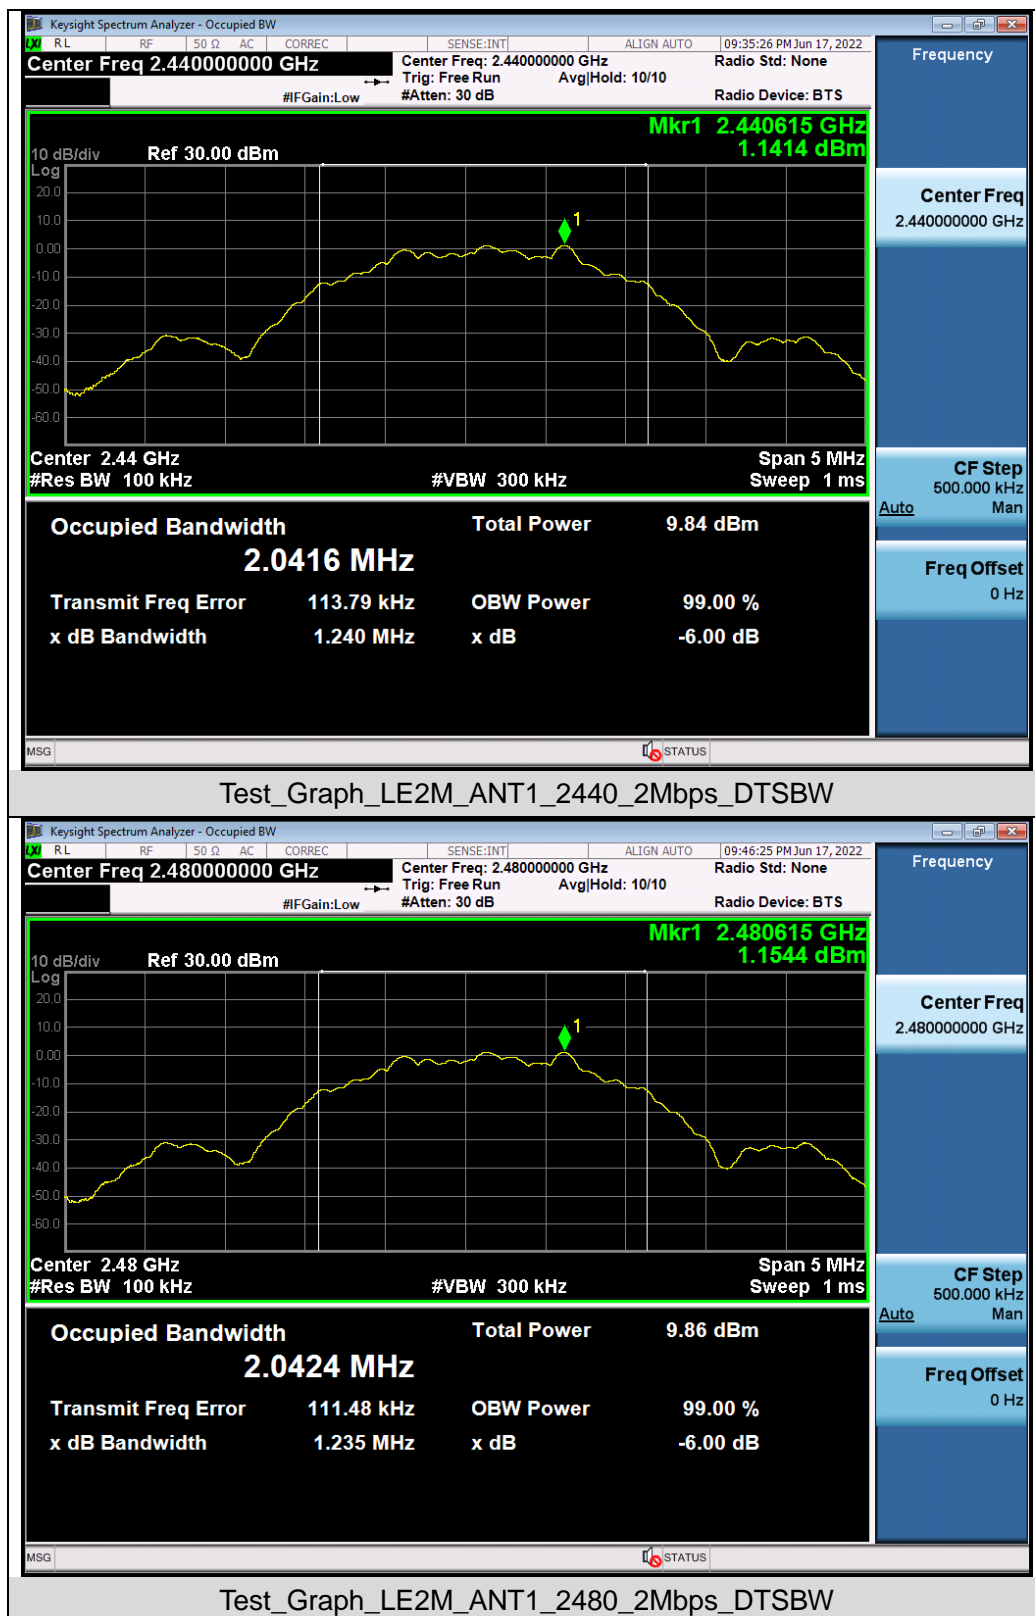 Keysight Spectrum Analyzer - Occupied BW
LXI RL RF 50 Ω AC CORREC SENSE:INT ALIGN AUTO 09:35:26 PM Jun 17, 2022
Center Freq 2.440000000 GHz Center Freq: 2.440000000 GHz Radio Std: None
Trig: Free Run Avg|Hold: 10/10
#IFGain:Low #Atten: 30 dB Radio Device: BTS
Frequency
Mkr1 2.440615 GHz
10 dB/div Ref 30.00 dBm 1.1414 dBm
Log
20.0
10.0
0.00
-10.0
-20.0
-30.0
-40.0
-50.0
-60.0
1
Center 2.44 GHz Span 5 MHz
#Res BW 100 kHz #VBW 300 kHz Sweep 1 ms
Occupied Bandwidth Total Power 9.84 dBm
2.0416 MHz
Transmit Freq Error 113.79 kHz OBW Power 99.00 %
x dB Bandwidth 1.240 MHz x dB -6.00 dB
Center Freq
2.440000000 GHz
CF Step
500.000 kHz
Auto Man
Freq Offset
0 Hz
MSG STATUS
Test_Graph_LE2M_ANT1_2440_2Mbps_DTSBW
Keysight Spectrum Analyzer - Occupied BW
LXI RL RF 50 Ω AC CORREC SENSE:INT ALIGN AUTO 09:46:25 PM Jun 17, 2022
Center Freq 2.480000000 GHz Center Freq: 2.480000000 GHz Radio Std: None
Trig: Free Run Avg|Hold: 10/10
#IFGain:Low #Atten: 30 dB Radio Device: BTS
Frequency
Mkr1 2.480615 GHz
10 dB/div Ref 30.00 dBm 1.1544 dBm
Log
20.0
10.0
0.00
-10.0
-20.0
-30.0
-40.0
-50.0
-60.0
1
Center 2.48 GHz Span 5 MHz
#Res BW 100 kHz #VBW 300 kHz Sweep 1 ms
Occupied Bandwidth Total Power 9.86 dBm
2.0424 MHz
Transmit Freq Error 111.48 kHz OBW Power 99.00 %
x dB Bandwidth 1.235 MHz x dB -6.00 dB
Center Freq
2.480000000 GHz
CF Step
500.000 kHz
Auto Man
Freq Offset
0 Hz
MSG STATUS
Test_Graph_LE2M_ANT1_2480_2Mbps_DTSBW